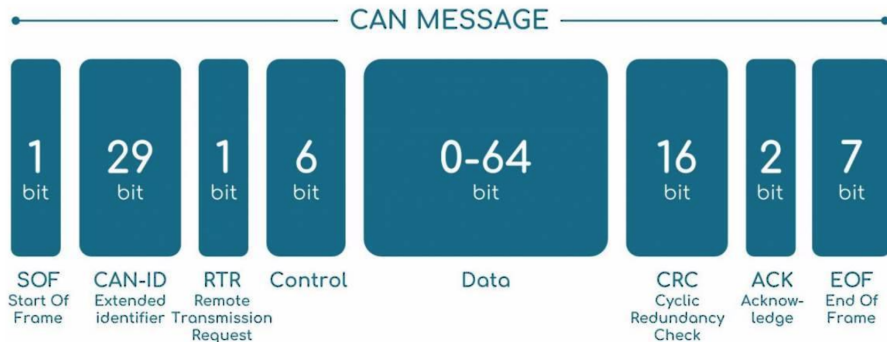 CAN MESSAGE
1
bit
29
bit
1
bit
6
bit
0-64
bit
16
bit
2
bit
7
bit
SOF
Start Of
Frame
CAN-ID
Extended
identifier
RTR
Remote
Transmission
Request
Control
Data
CRC
Cyclic
Redundancy
Check
ACK
Acknow-
ledge
EOF
End Of
Frame